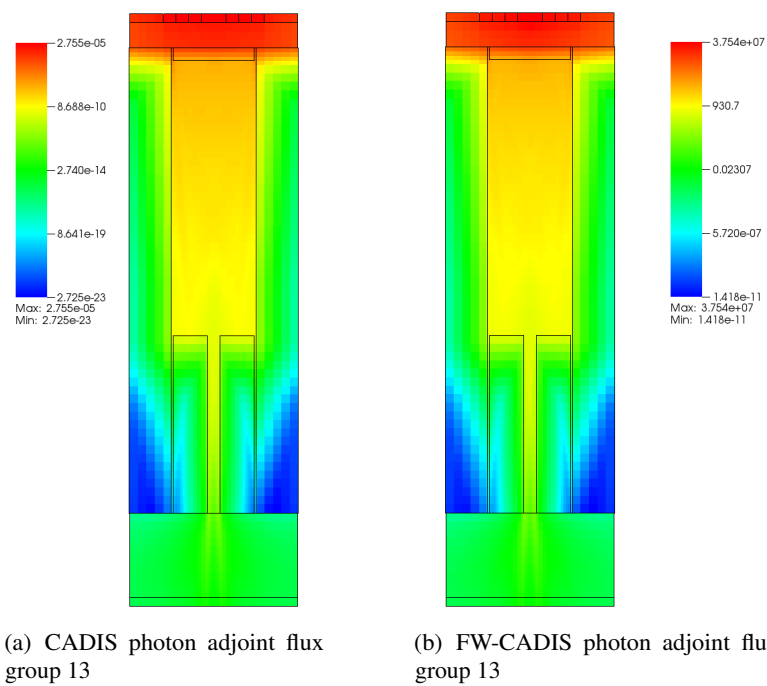 2.755e-05
8.688e-10
2.740e-14
8.641e-19
2.725e-23
Max: 2.755e-05
Min: 2.725e-23
3.754e+07
930.7
0.02307
5.720e-07
1.418e-11
Max: 3.754e+07
Min: 1.418e-11
(a) CADIS photon adjoint flux
group 13
(b) FW-CADIS photon adjoint flu
group 13